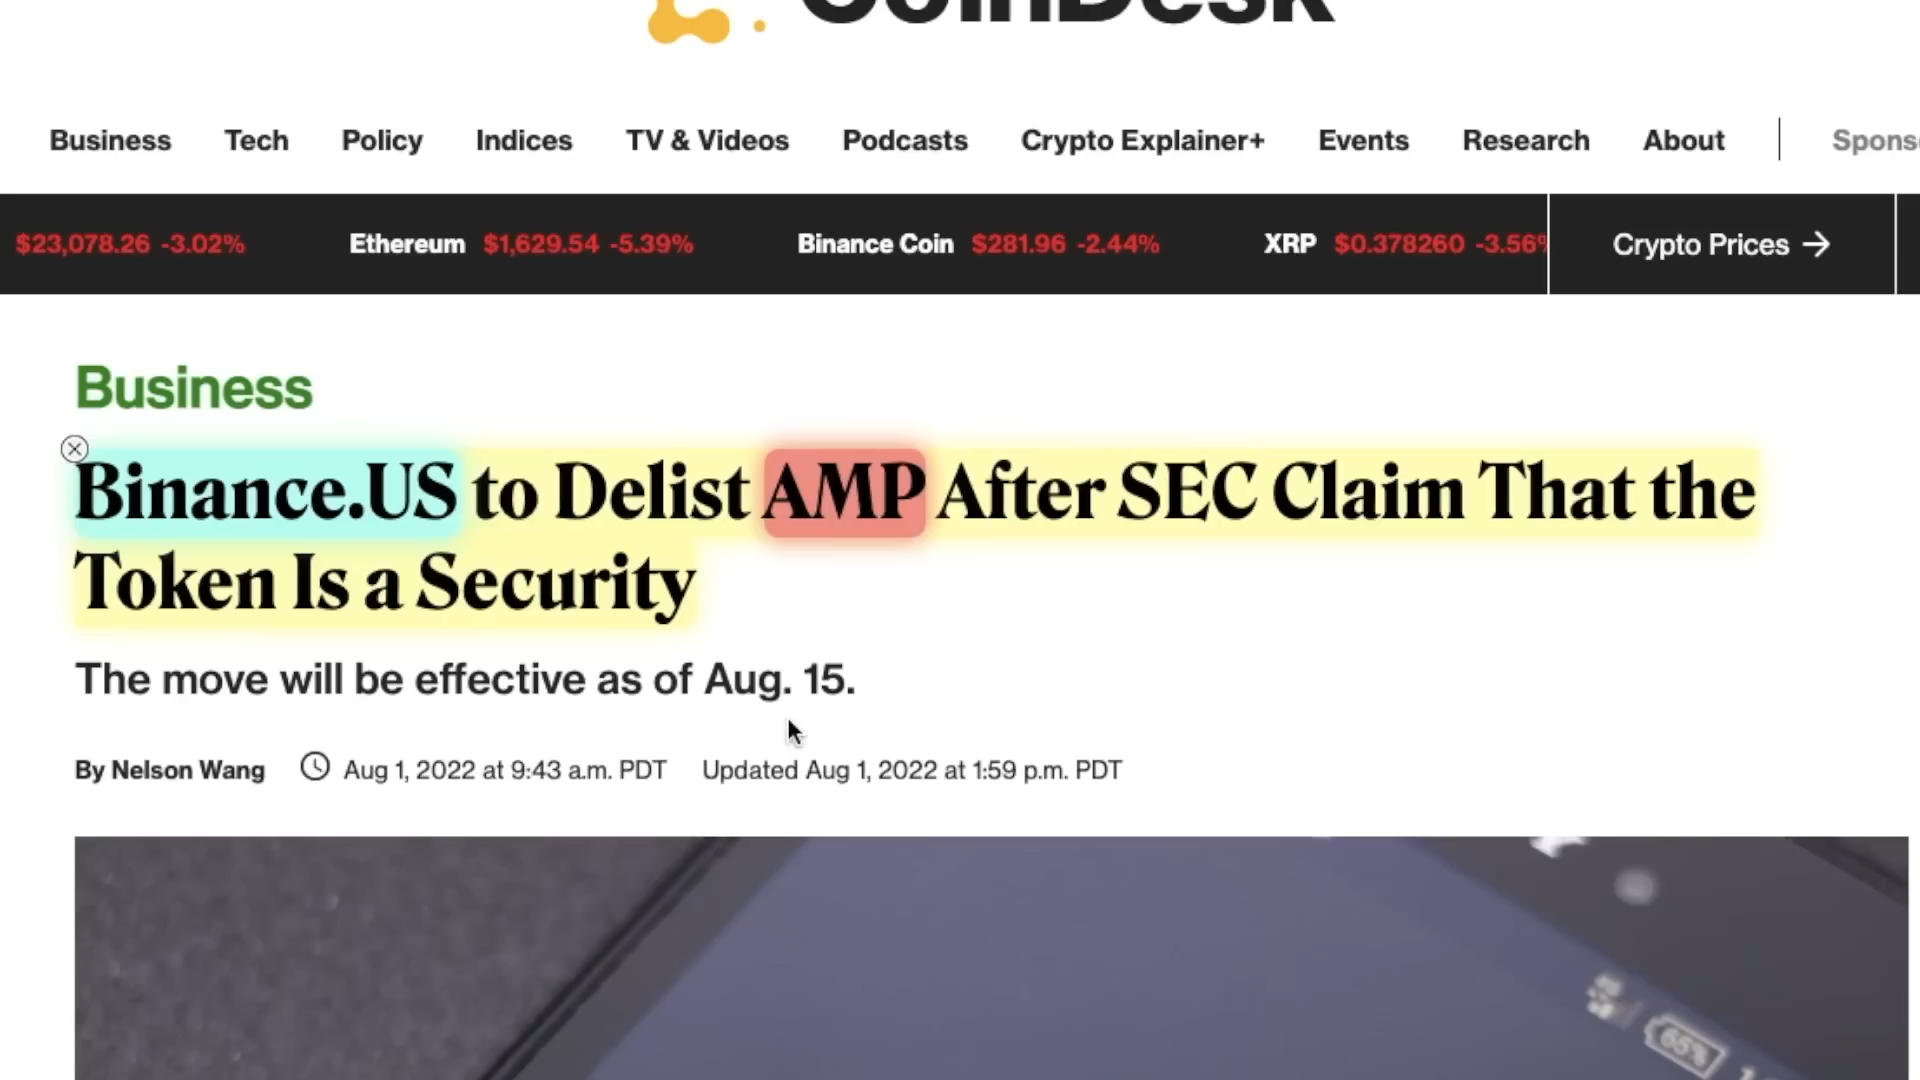 CoinDesk
Business Tech Policy Indices TV & Videos Podcasts Crypto Explainer+ Events Research About
$23,078.26 -3.02% Ethereum $1,629.54 -5.39% Binance Coin $281.96 -2.44% XRP $0.378260 -3.56% Crypto Prices →
Business
Binance.US to Delist AMP After SEC Claim That the
Token Is a Security
The move will be effective as of Aug. 15.
By Nelson Wang Aug 1, 2022 at 9:43 a.m. PDT Updated Aug 1, 2022 at 1:59 p.m. PDT
65%